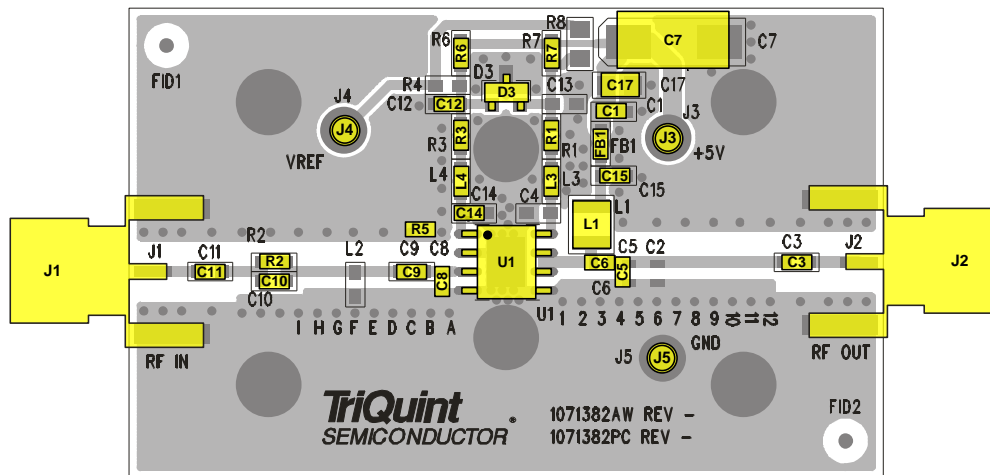 R8
R6
R7
R6
R7
C7
C7
FID1
D3
R4
C13
C17
C17
J4
C12
C12
D3
C1
C1
J3
J4
J3
R3
R3
R1
R1
FB1
FB1
+5V
VREF
L4
L4
L3
L3
C15
C15
C14
C14
C4
L1
L1
R5
J1
J1
C11
C11
R2
R2
L2
C9
C9
C8
C8
U1
C5
C5
C2
C6
C6
C3
C3
J2
J2
C10
C10
U1
I H G F E D C B A
1 2 3 4 5 6 7 8 9 10 11 12
GND
RF IN
J5
J5
RF OUT
TriQuint
SEMICONDUCTOR
1071382AW REV -
1071382PC REV -
FID2